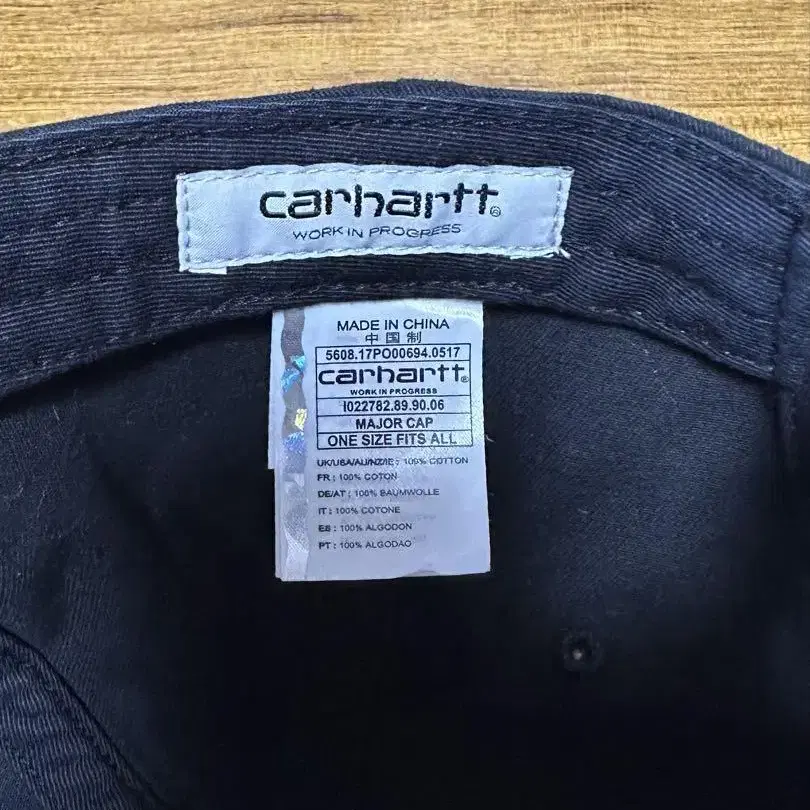 carhartt®
WORK IN PROGRESS
MADE IN CHINA
中 国 制
5608.17PO00694.0517
carhartt®
WORK IN PROGRESS
I022782.89.90.06
MAJOR CAP
ONE SIZE FITS ALL
UK/USA/AU/NZ/IE : 100% COTTON
FR : 100% COTON
DE/AT : 100% BAUMWOLLE
IT : 100% COTONE
ES : 100% ALGODON
PT : 100% ALGODAO